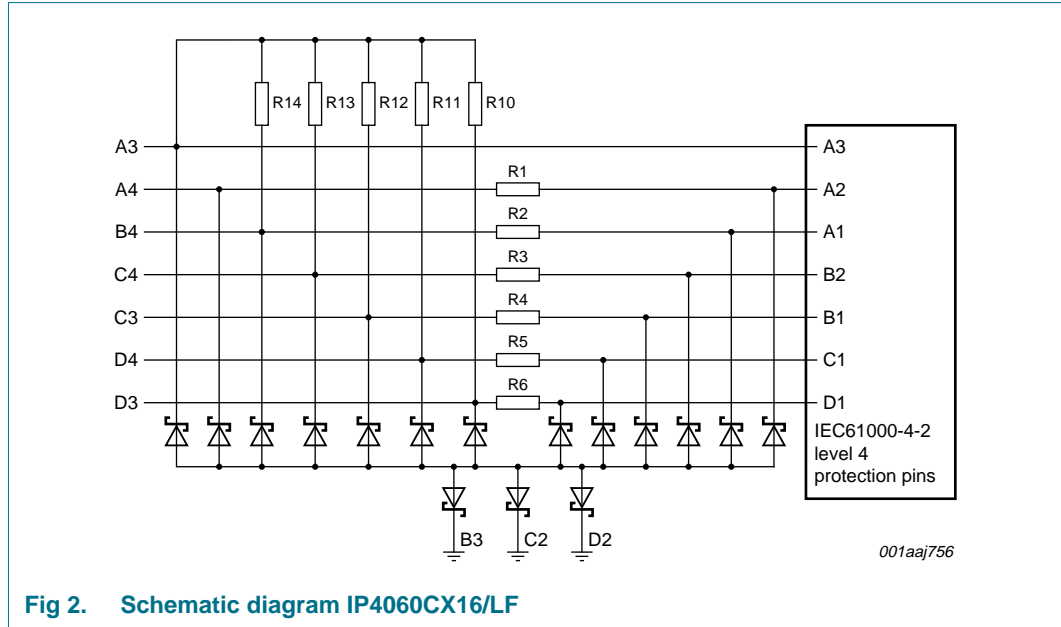 R14 R13 R12 R11 R10
A3 A3
R1
A4 A2
R2
B4 A1
R3
C4 B2
R4
C3 B1
R5
D4 C1
R6
D3 D1
IEC61000-4-2
level 4
protection pins
B3 C2 D2
001aaj756
Fig 2. Schematic diagram IP4060CX16/LF